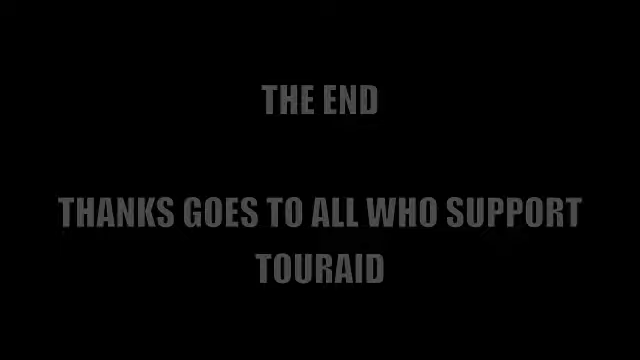 THE END
THANKS GOES TO ALL WHO SUPPORT
TOURAID